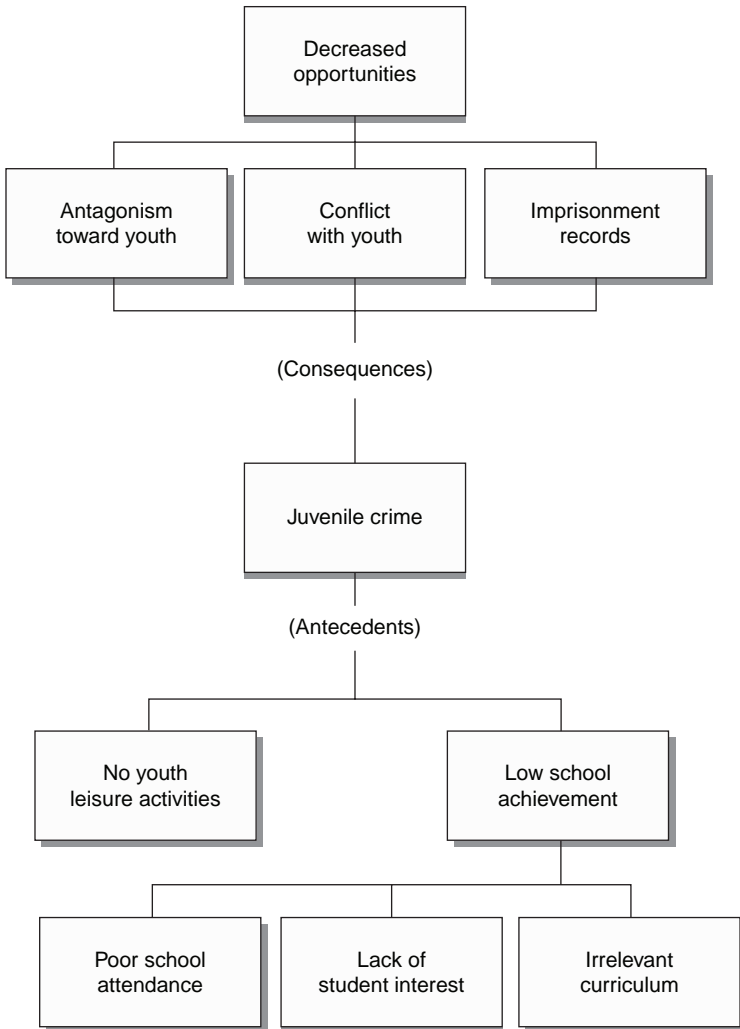 Decreased
opportunities
Antagonism
toward youth
Conflict
with youth
Imprisonment
records
(Consequences)
Juvenile crime
(Antecedents)
No youth
leisure activities
Low school
achievement
Poor school
attendance
Lack of
student interest
Irrelevant
curriculum